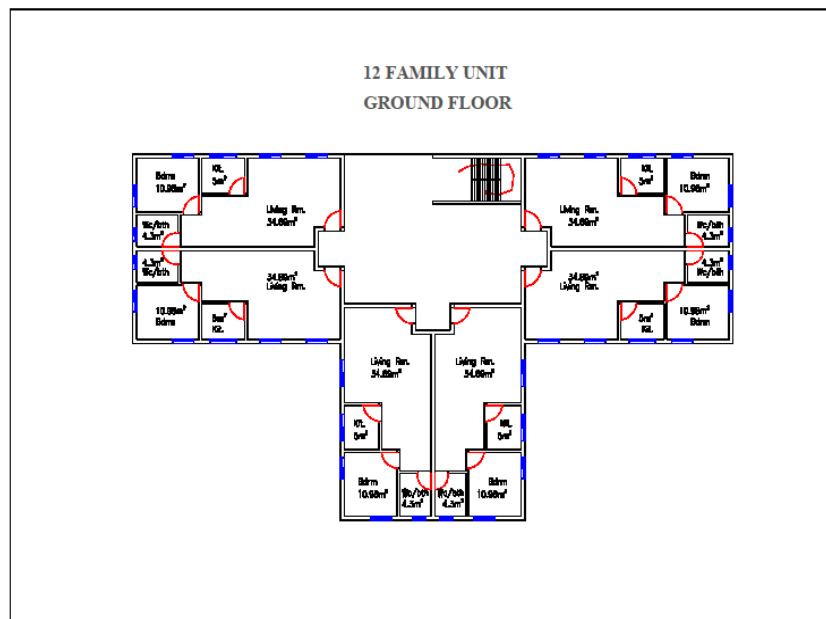 12 FAMILY UNIT
GROUND FLOOR
Bdrm
10.98m²
Kit.
5m²
Living Rm.
34.69m²
Wc/bth
4.3m²
4.3m²
Wc/bth
34.69m²
Living Rm.
10.98m²
Bdrm
5m²
Kit.
Living Rm.
34.69m²
Kit.
5m²
Bdrm
10.98m²
Wc/bth
4.3m²
34.69m²
Living Rm.
4.3m²
Wc/bth
5m²
Kit.
10.98m²
Bdrm
Living Rm.
34.69m²
Living Rm.
34.69m²
Kit.
5m²
Kit.
5m²
Bdrm
10.98m²
Wc/bth
4.3m²
Wc/bth
4.3m²
Bdrm
10.98m²